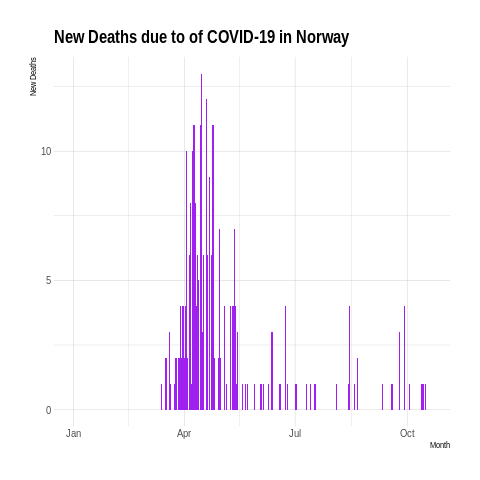 New Deaths due to of COVID-19 in Norway
New Deaths
10
5
0
Jan Apr Jul Oct
Month